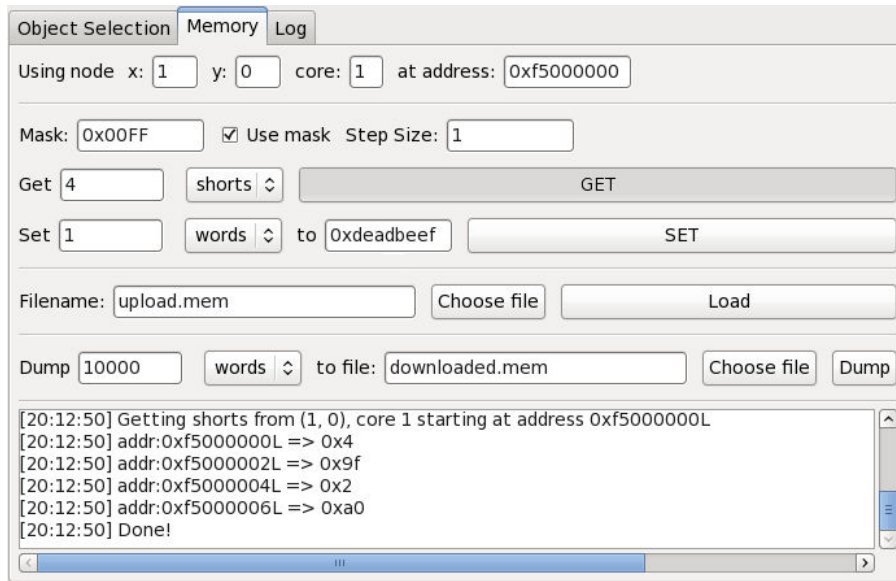 Object Selection Memory Log
Using node x: 1 y: 0 core: 1 at address: 0xf5000000
Mask: 0x00FF Use mask Step Size: 1
Get 4 shorts GET
Set 1 words to 0xdeadbeef SET
Filename: upload.mem Choose file Load
Dump 10000 words to file: downloaded.mem Choose file Dump
[20:12:50] Getting shorts from (1, 0), core 1 starting at address 0xf5000000L
[20:12:50] addr:0xf5000000L => 0x4
[20:12:50] addr:0xf5000002L => 0x9f
[20:12:50] addr:0xf5000004L => 0x2
[20:12:50] addr:0xf5000006L => 0xa0
[20:12:50] Done!